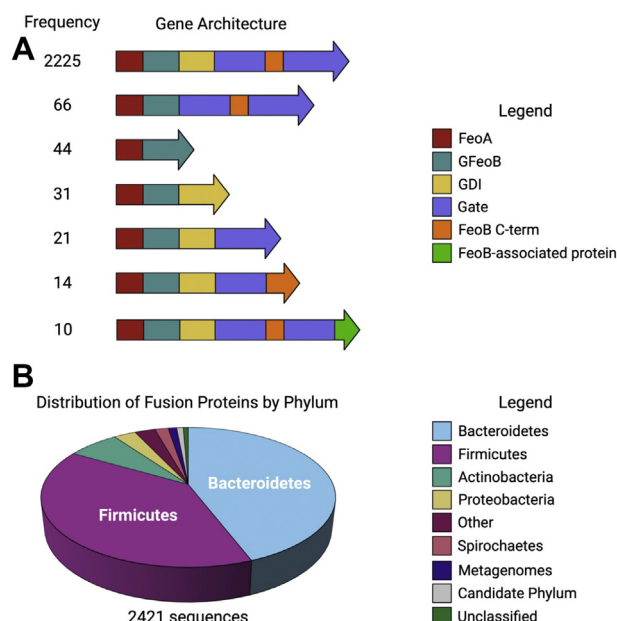 Frequency Gene Architecture
A
2225
66
44
31
21
14
10
Legend
FeoA
GFeoB
GDI
Gate
FeoB C-term
FeoB-associated protein
B
Distribution of Fusion Proteins by Phylum
Bacteroidetes
Firmicutes
2421 sequences
Legend
Bacteroidetes
Firmicutes
Actinobacteria
Proteobacteria
Other
Spirochaetes
Metagenomes
Candidate Phylum
Unclassified